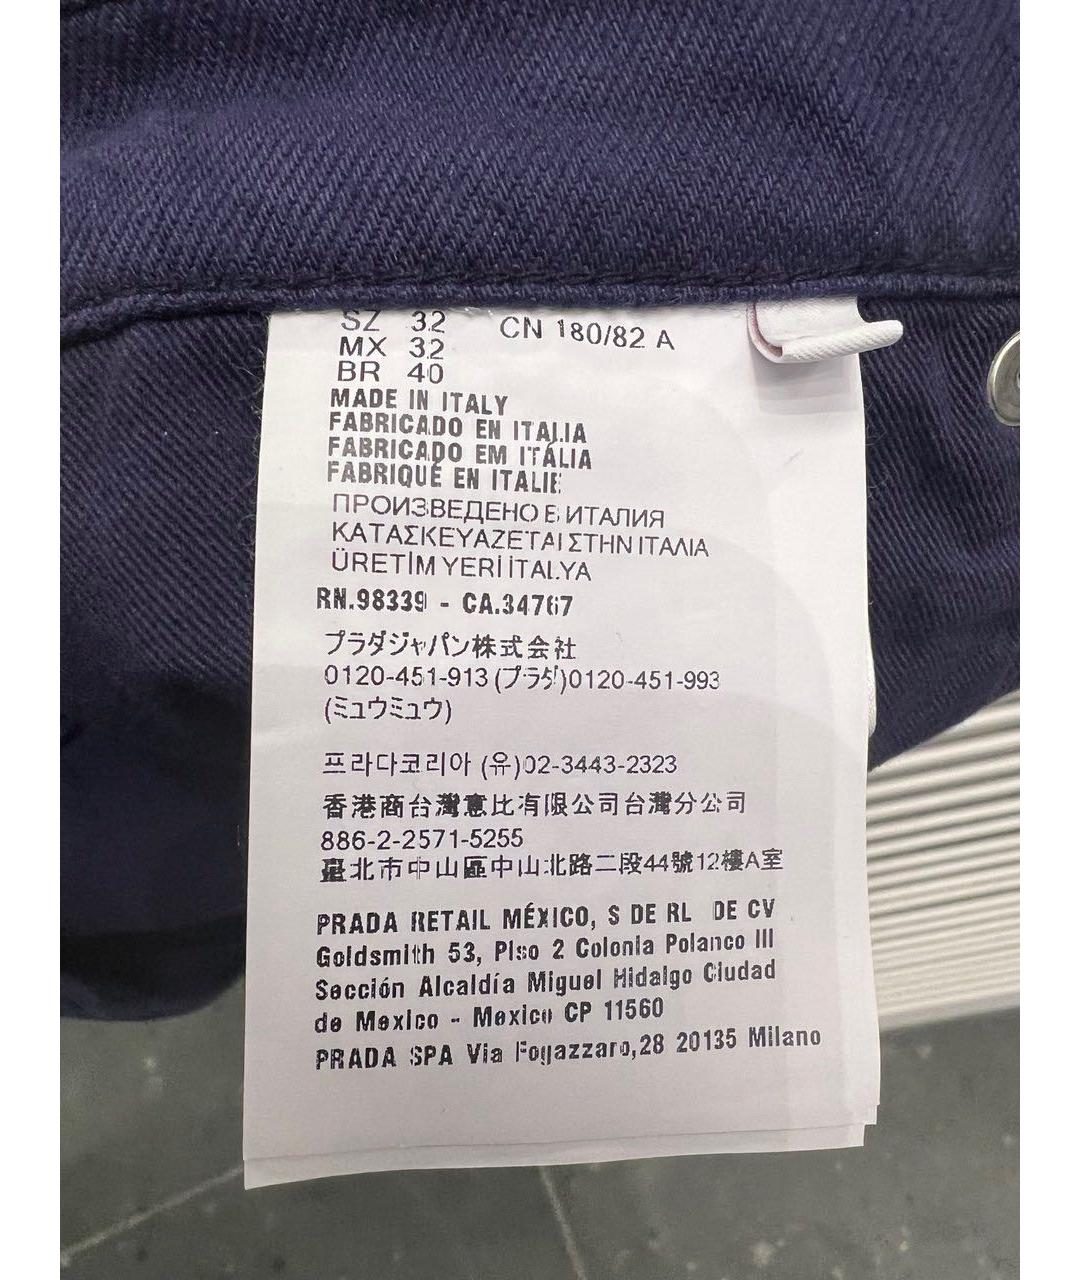 SZ 32 CN 180/82 A
MX 32
BR 40
MADE IN ITALY
FABRICADO EN ITALIA
FABRICADO EM ITÁLIA
FABRIQUÉ EN ITALIE
ПРОИЗВЕДЕНО В ИТАЛИЯ
ΚΑΤΑΣΚΕΥΑΖΕΤΑΙ ΣΤΗΝ ΙΤΑΛΙΑ
ÜRETİM YERİ İTALYA
RN.98339 - CA.34767
プラダジャパン株式会社
0120-451-913 (プラダ)0120-451-993
(ミュウミュウ)
프라다코리아 (유)02-3443-2323
香港商台灣意比有限公司台灣分公司
886-2-2571-5255
臺北市中山區中山北路二段44號12樓A室
PRADA RETAIL MÉXICO, S DE RL DE CV
Goldsmith 53, Piso 2 Colonia Polanco III
Sección Alcaldía Miguel Hidalgo Ciudad
de Mexico - Mexico CP 11560
PRADA SPA Via Fogazzaro,28 20135 Milano